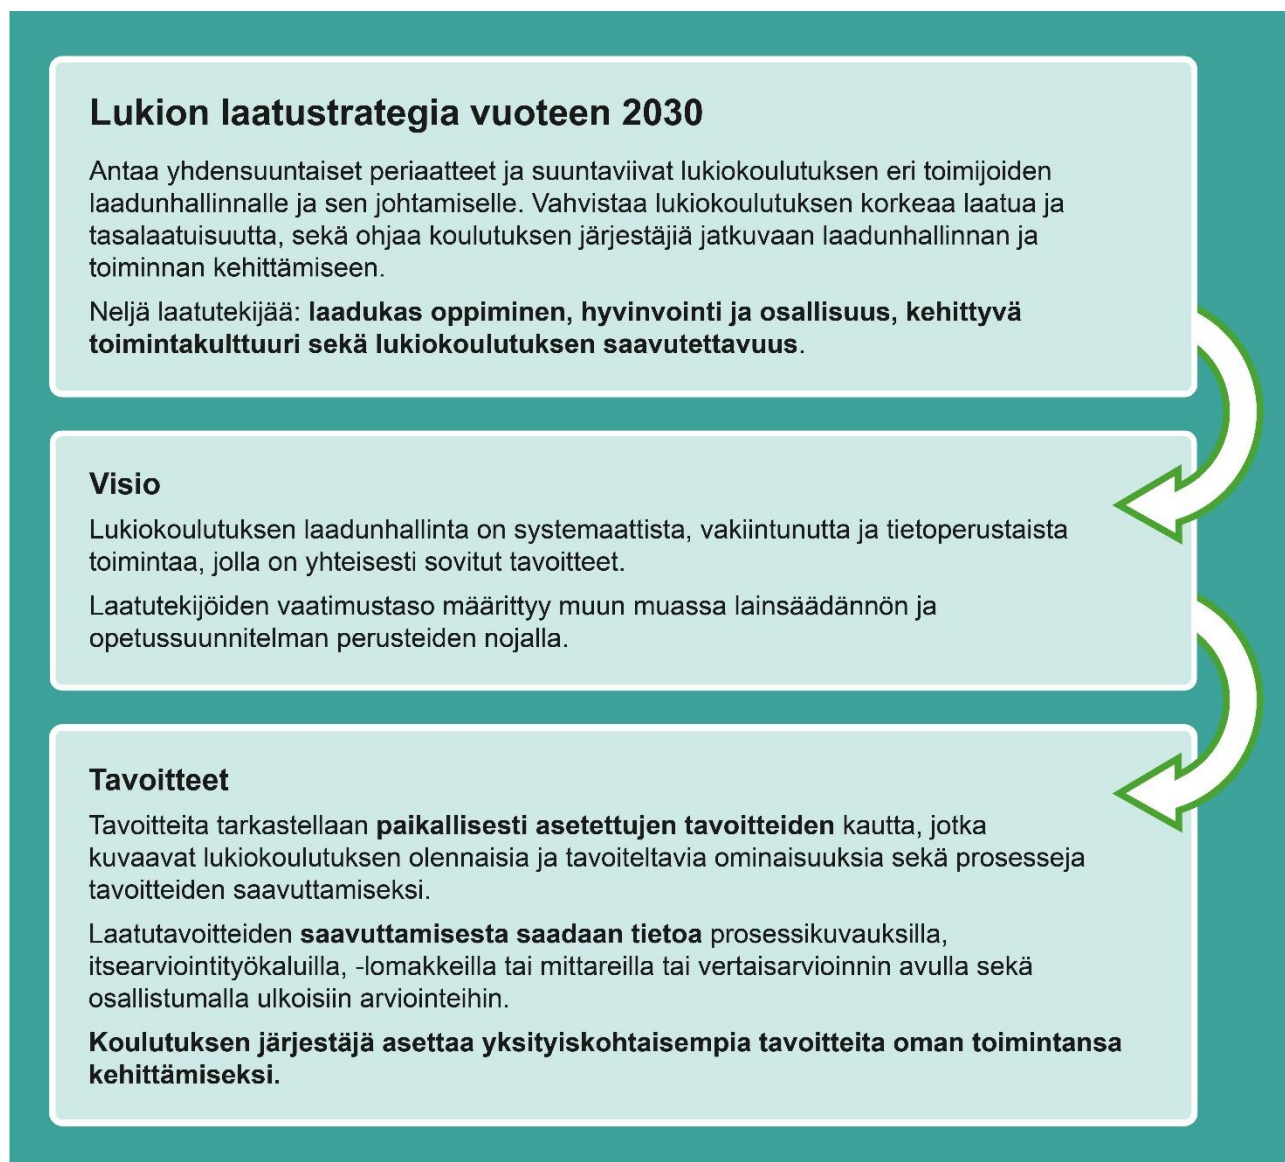 Lukion laatustrategia vuoteen 2030
Antaa yhdensuuntaiset periaatteet ja suuntaviivat lukiokoulutuksen eri toimijoiden
laadunhallinnalle ja sen johtamiselle. Vahvistaa lukiokoulutuksen korkeaa laatua ja
tasalaatuisuutta, sekä ohjaa koulutuksen järjestäjiä jatkuvaan laadunhallinnan ja
toiminnan kehittämiseen.
Neljä laatutekijää: laadukas oppiminen, hyvinvointi ja osallisuus, kehittyvä
toimintakulttuuri sekä lukiokoulutuksen saavutettavuus.
Visio
Lukiokoulutuksen laadunhallinta on systemaattista, vakiintunutta ja tietoperustaista
toimintaa, jolla on yhteisesti sovitut tavoitteet.
Laatutekijöiden vaatimustaso määrittyy muun muassa lainsäädännön ja
opetussuunnitelman perusteiden nojalla.
Tavoitteet
Tavoitteita tarkastellaan paikallisesti asetettujen tavoitteiden kautta, jotka
kuvaavat lukiokoulutuksen olennaisia ja tavoiteltavia ominaisuuksia sekä prosesseja
tavoitteiden saavuttamiseksi.
Laatutavoitteiden saavuttamisesta saadaan tietoa prosessikuvauksilla,
itsearviointityökaluilla, -lomakkeilla tai mittareilla tai vertaisarvioinnin avulla sekä
osallistumalla ulkoisiin arviointeihin.
Koulutuksen järjestäjä asettaa yksityiskohtaisempia tavoitteita oman toimintansa
kehittämiseksi.